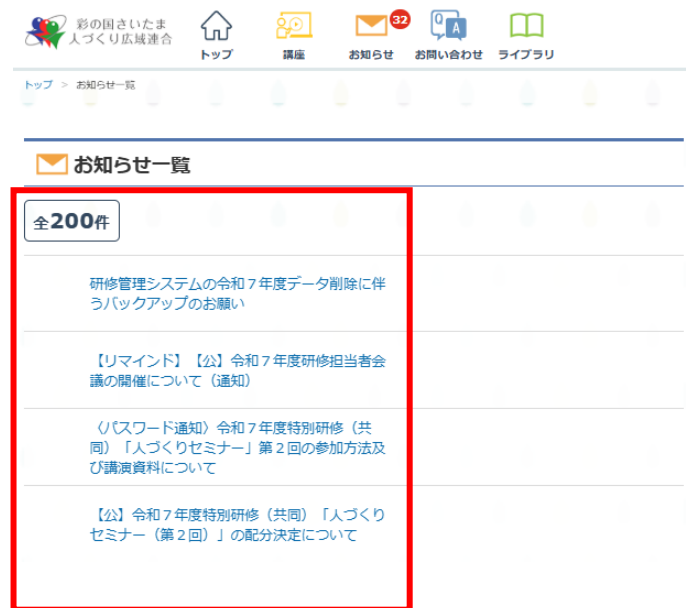 彩の国さいたま
人づくり広域連合
トップ
講座
32
お知らせ
Q A
お問い合わせ
ライブラリ
トップ > お知らせ一覧
お知らせ一覧
全200件
研修管理システムの令和７年度データ削除に伴
うバックアップのお願い
【リマインド】【公】令和７年度研修担当者会
議の開催について（通知）
〈パスワード通知〉令和７年度特別研修（共
同）「人づくりセミナー」第２回の参加方法及
び講演資料について
【公】令和７年度特別研修（共同）「人づくり
セミナー（第２回）」の配分決定について